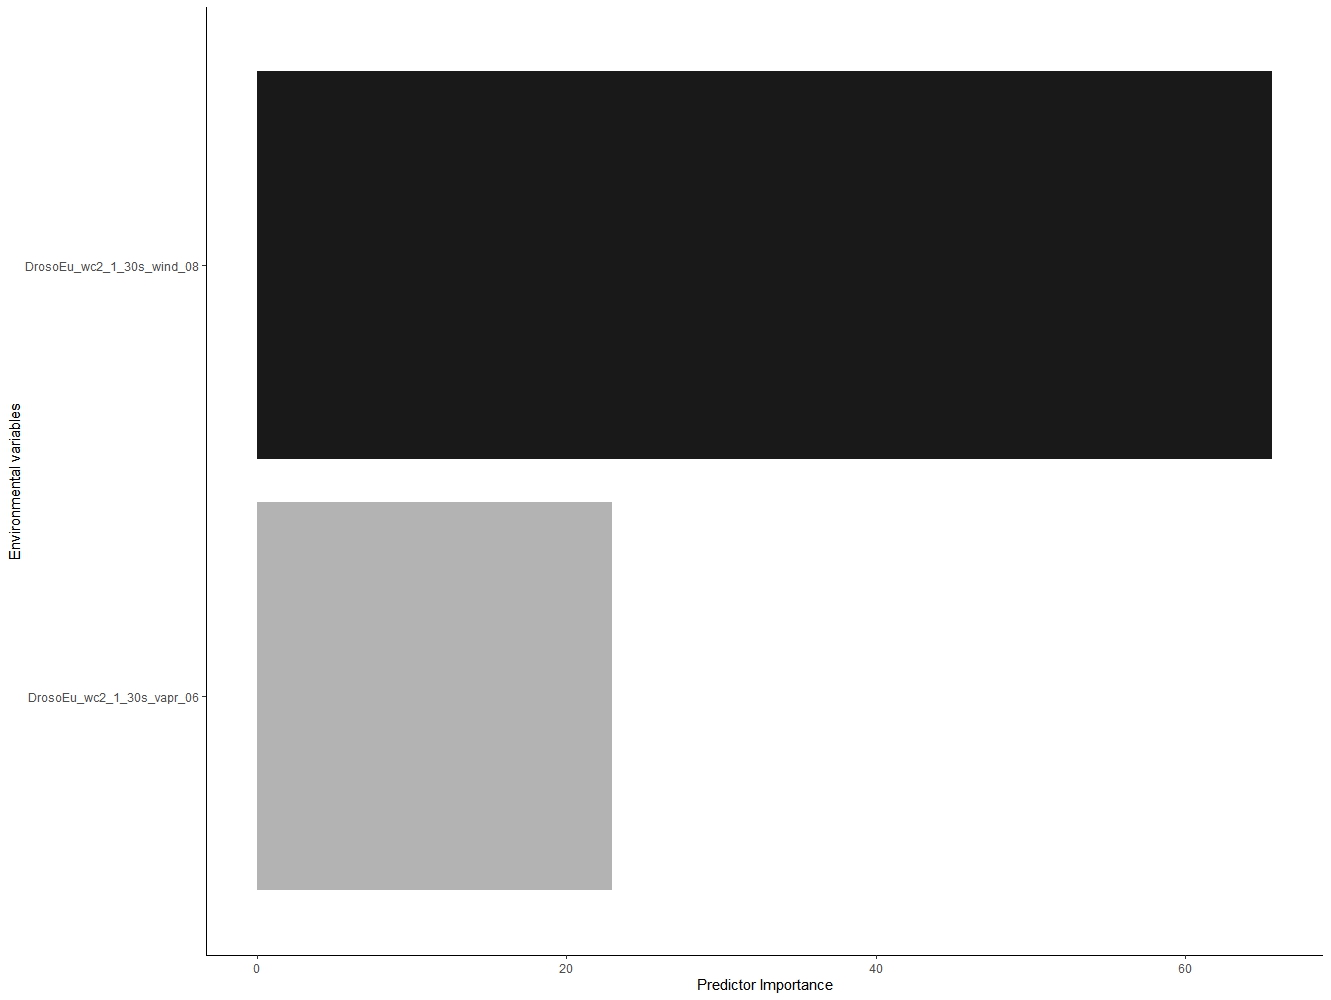 Environmental variables
DrosoEu_wc2_1_30s_wind_08
DrosoEu_wc2_1_30s_vapr_06
0 20 40 60
Predictor Importance